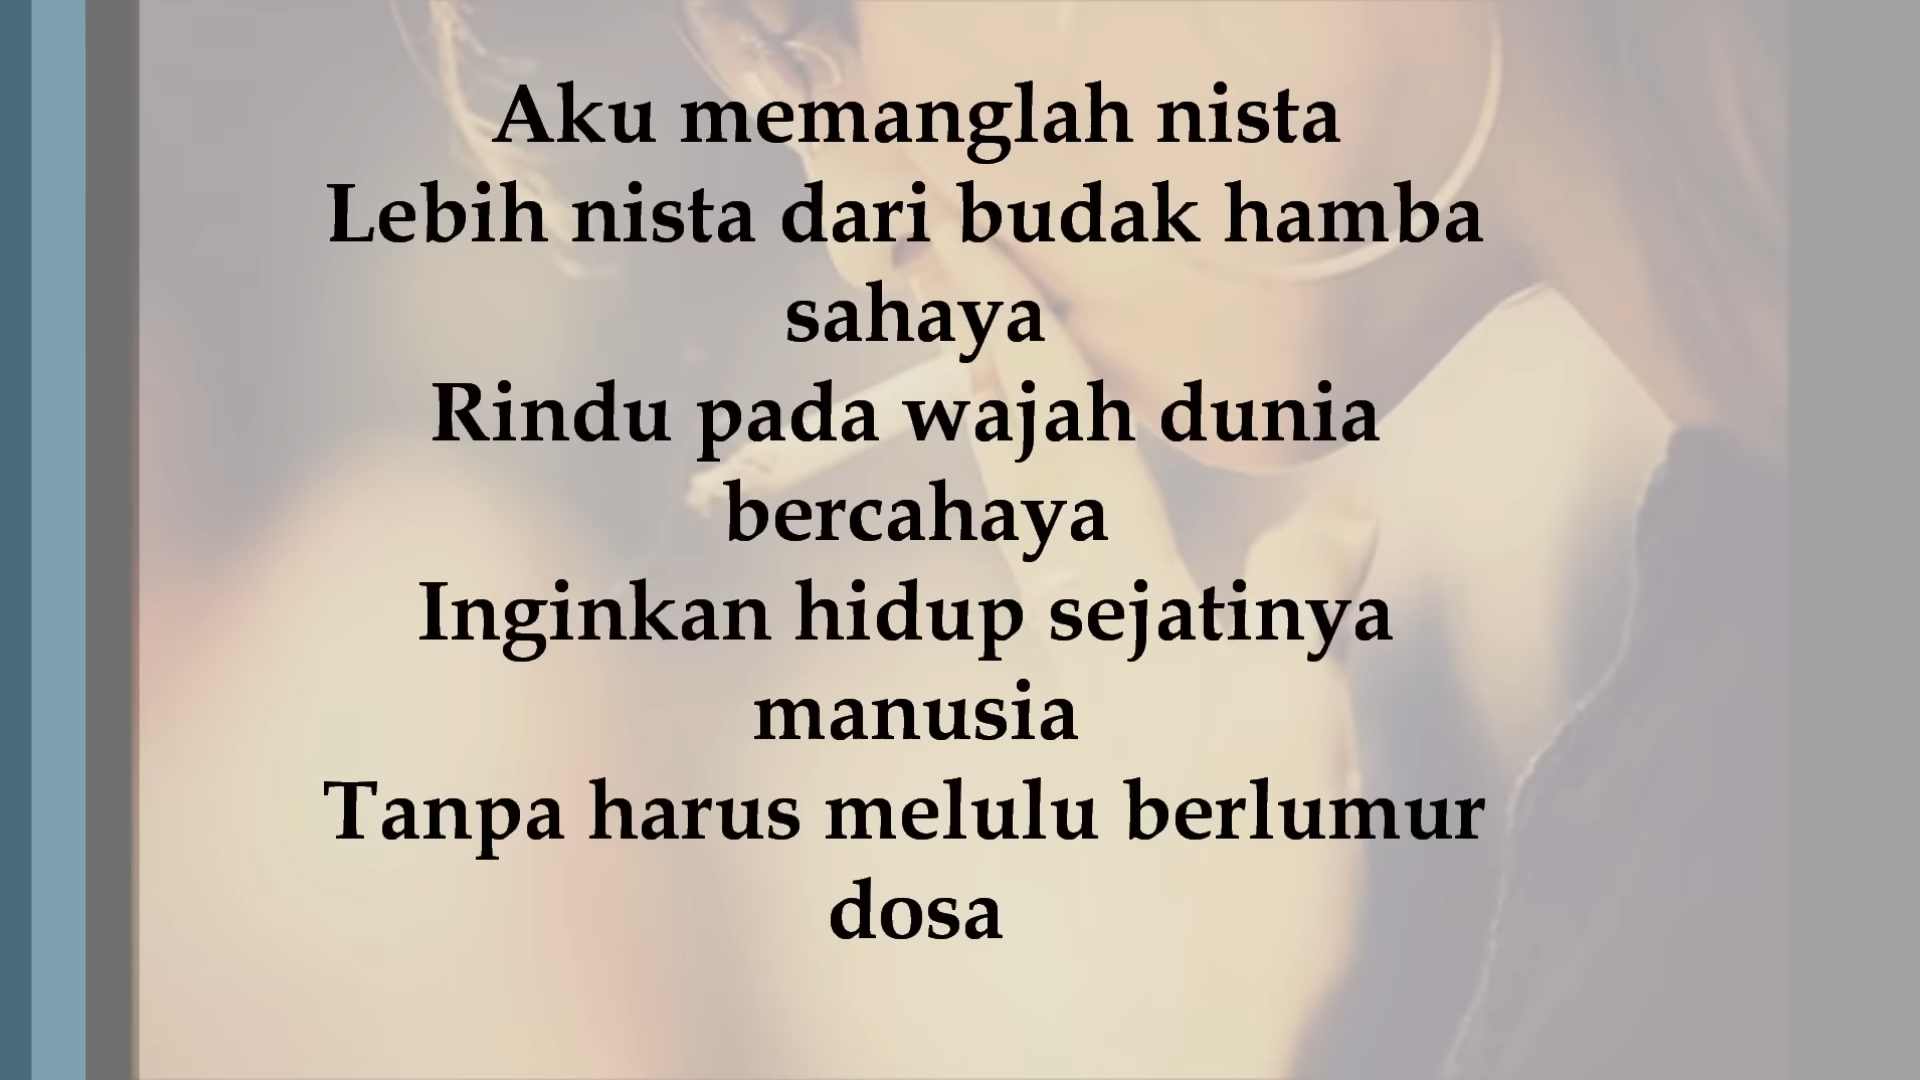 Aku memanglah nista
Lebih nista dari budak hamba
sahaya
Rindu pada wajah dunia
bercahaya
Inginkan hidup sejatinya
manusia
Tanpa harus melulu berlumur
dosa